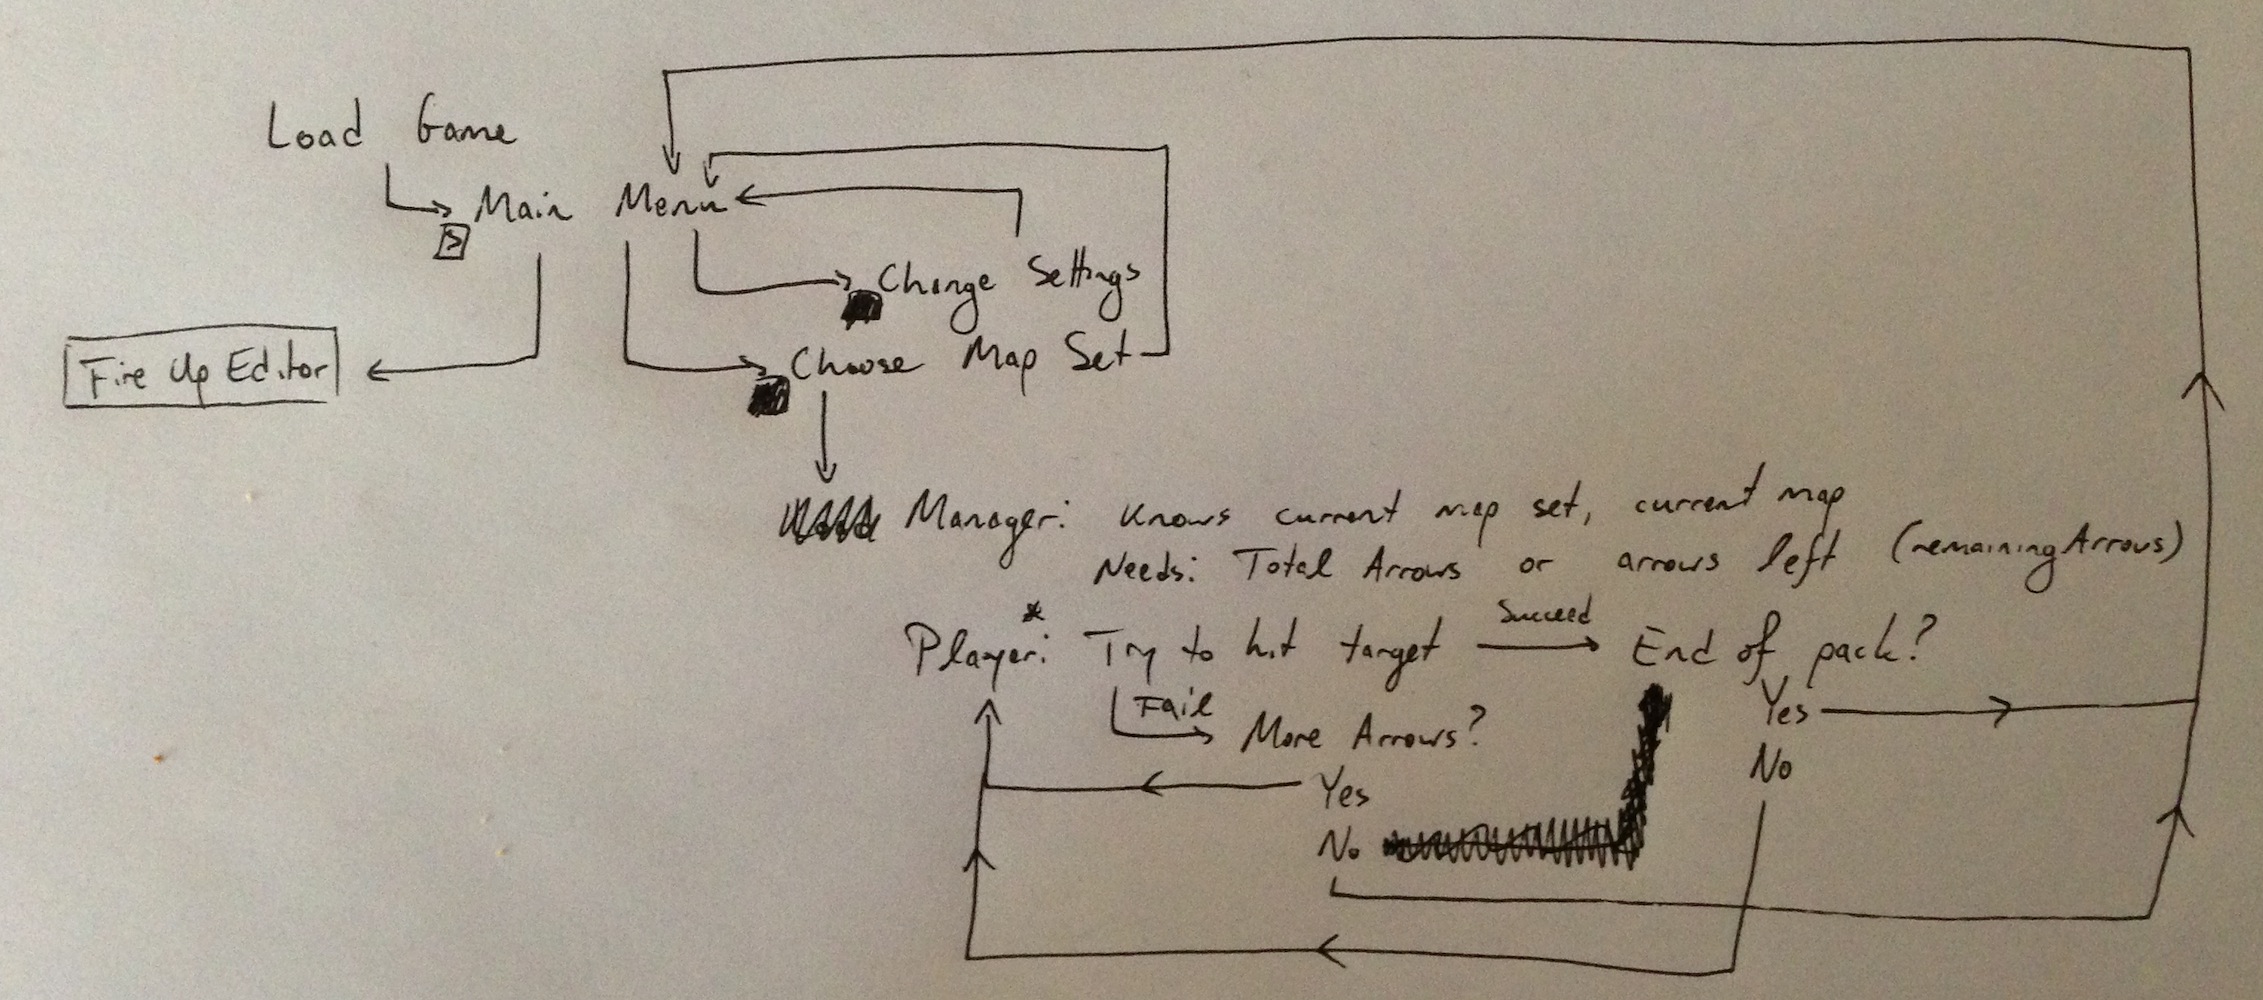 Load Game
Main Menu
Change Settings
Choose Map Set
Fire Up Editor
Manager: Knows current map set, current map
Needs: Total Arrows or arrows left (remainingArrows)
Player*: Try to hit target Succeed End of pack?
Fail
More Arrows?
Yes
No
Yes
No